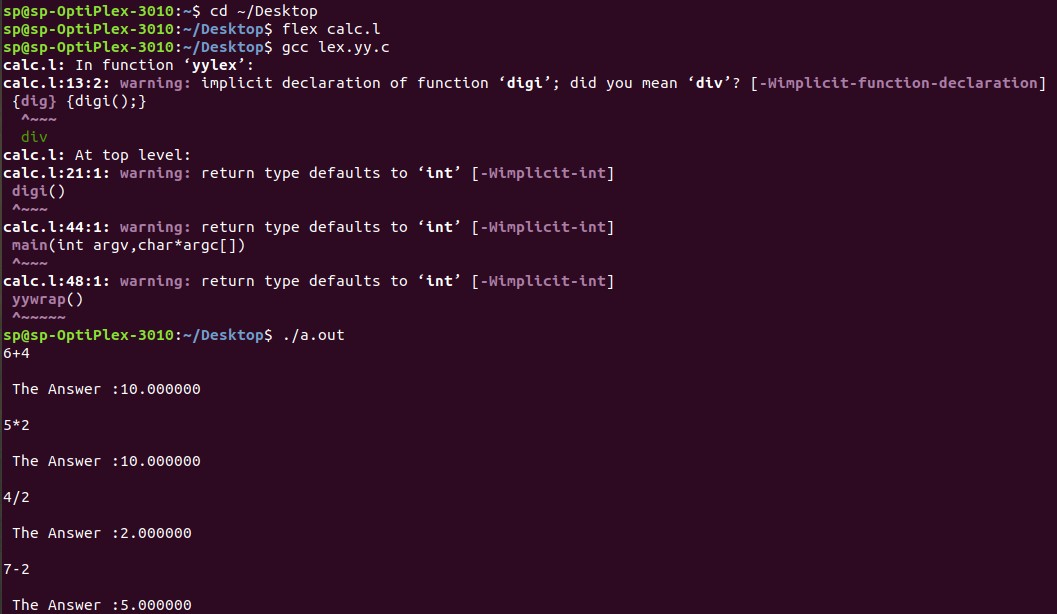 sp@sp-OptiPlex-3010:~$ cd ~/Desktop
sp@sp-OptiPlex-3010:~/Desktop$ flex calc.l
sp@sp-OptiPlex-3010:~/Desktop$ gcc lex.yy.c
calc.l: In function ‘yylex’:
calc.l:13:2: warning: implicit declaration of function ‘digi’; did you mean ‘div’? [-Wimplicit-function-declaration]
 {dig} {digi();}
  ^~~~
  div
calc.l: At top level:
calc.l:21:1: warning: return type defaults to ‘int’ [-Wimplicit-int]
 digi()
 ^~~~
calc.l:44:1: warning: return type defaults to ‘int’ [-Wimplicit-int]
 main(int argv,char*argc[])
 ^~~~
calc.l:48:1: warning: return type defaults to ‘int’ [-Wimplicit-int]
 yywrap()
 ^~~~~~
sp@sp-OptiPlex-3010:~/Desktop$ ./a.out
6+4
 The Answer :10.000000
5*2
 The Answer :10.000000
4/2
 The Answer :2.000000
7-2
 The Answer :5.000000